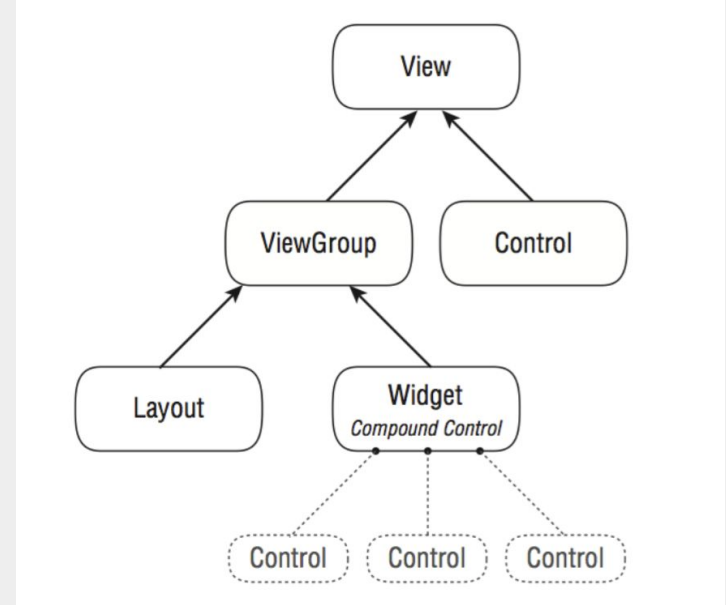 View
ViewGroup
Control
Layout
Widget
Compound Control
Control
Control
Control